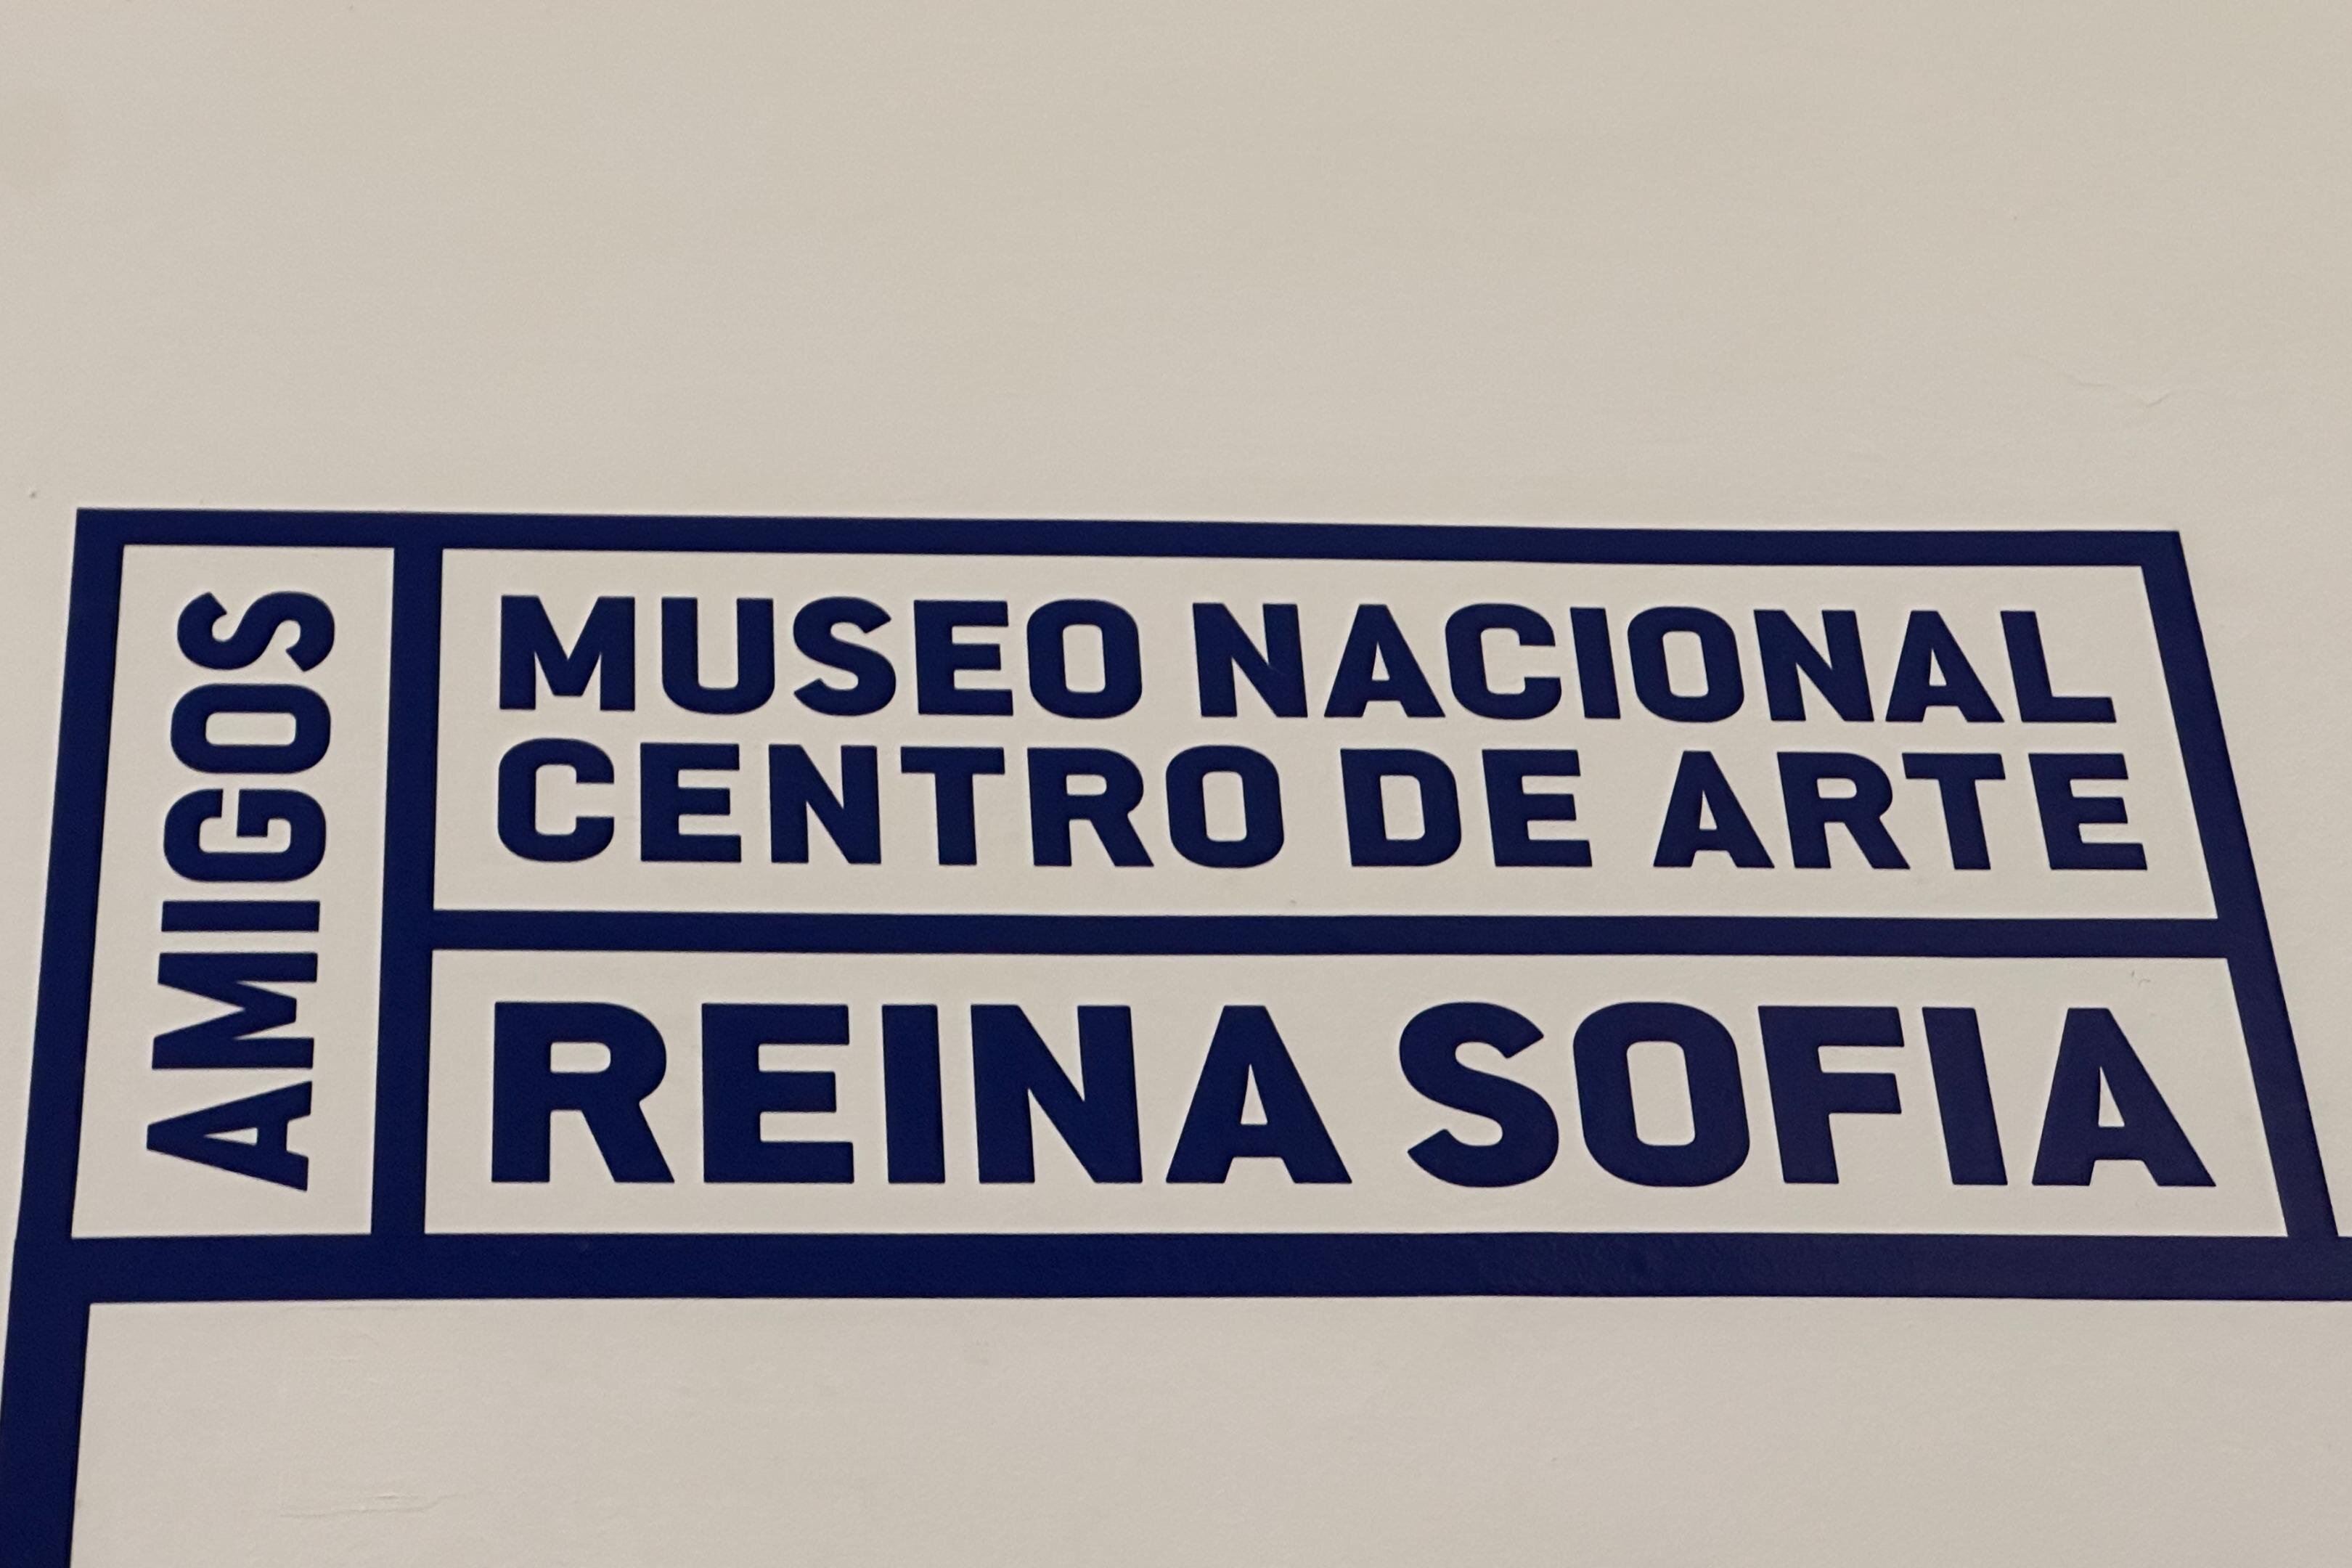 AMIGOS
MUSEO NACIONAL
CENTRO DE ARTE
REINA SOFIA